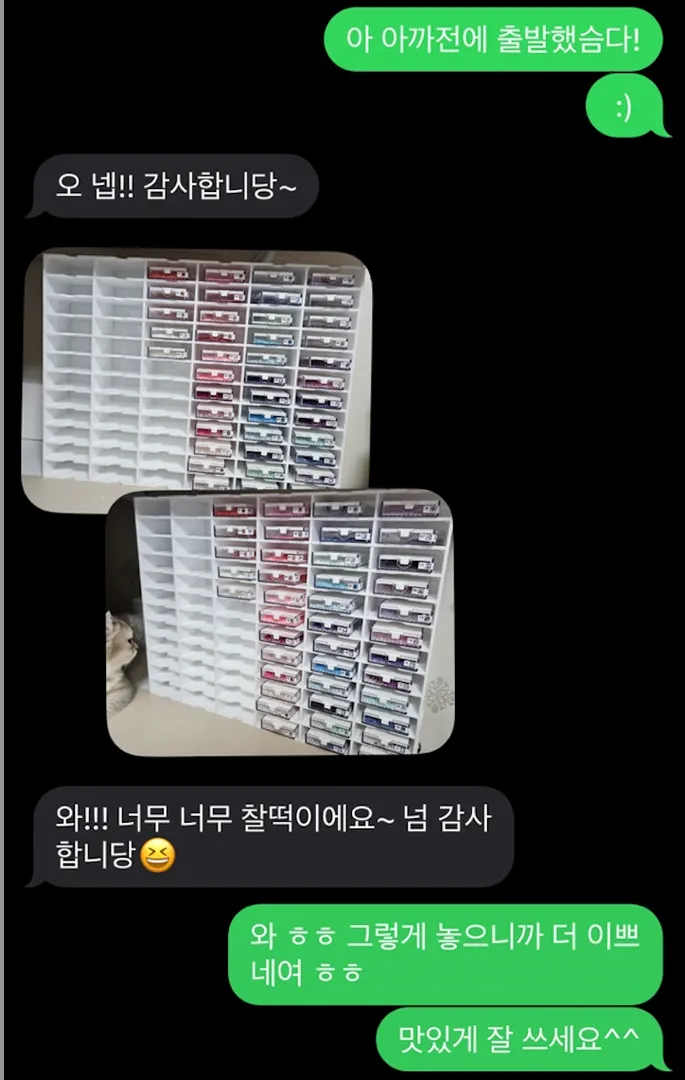 아 아까전에 출발했슴다!
:)
오 넵!! 감사합니당~
와!!! 너무 너무 찰떡이에요~ 넘 감사
합니당😆
와 ㅎㅎ 그렇게 놓으니까 더 이쁘
네여 ㅎㅎ
맛있게 잘 쓰세요^^